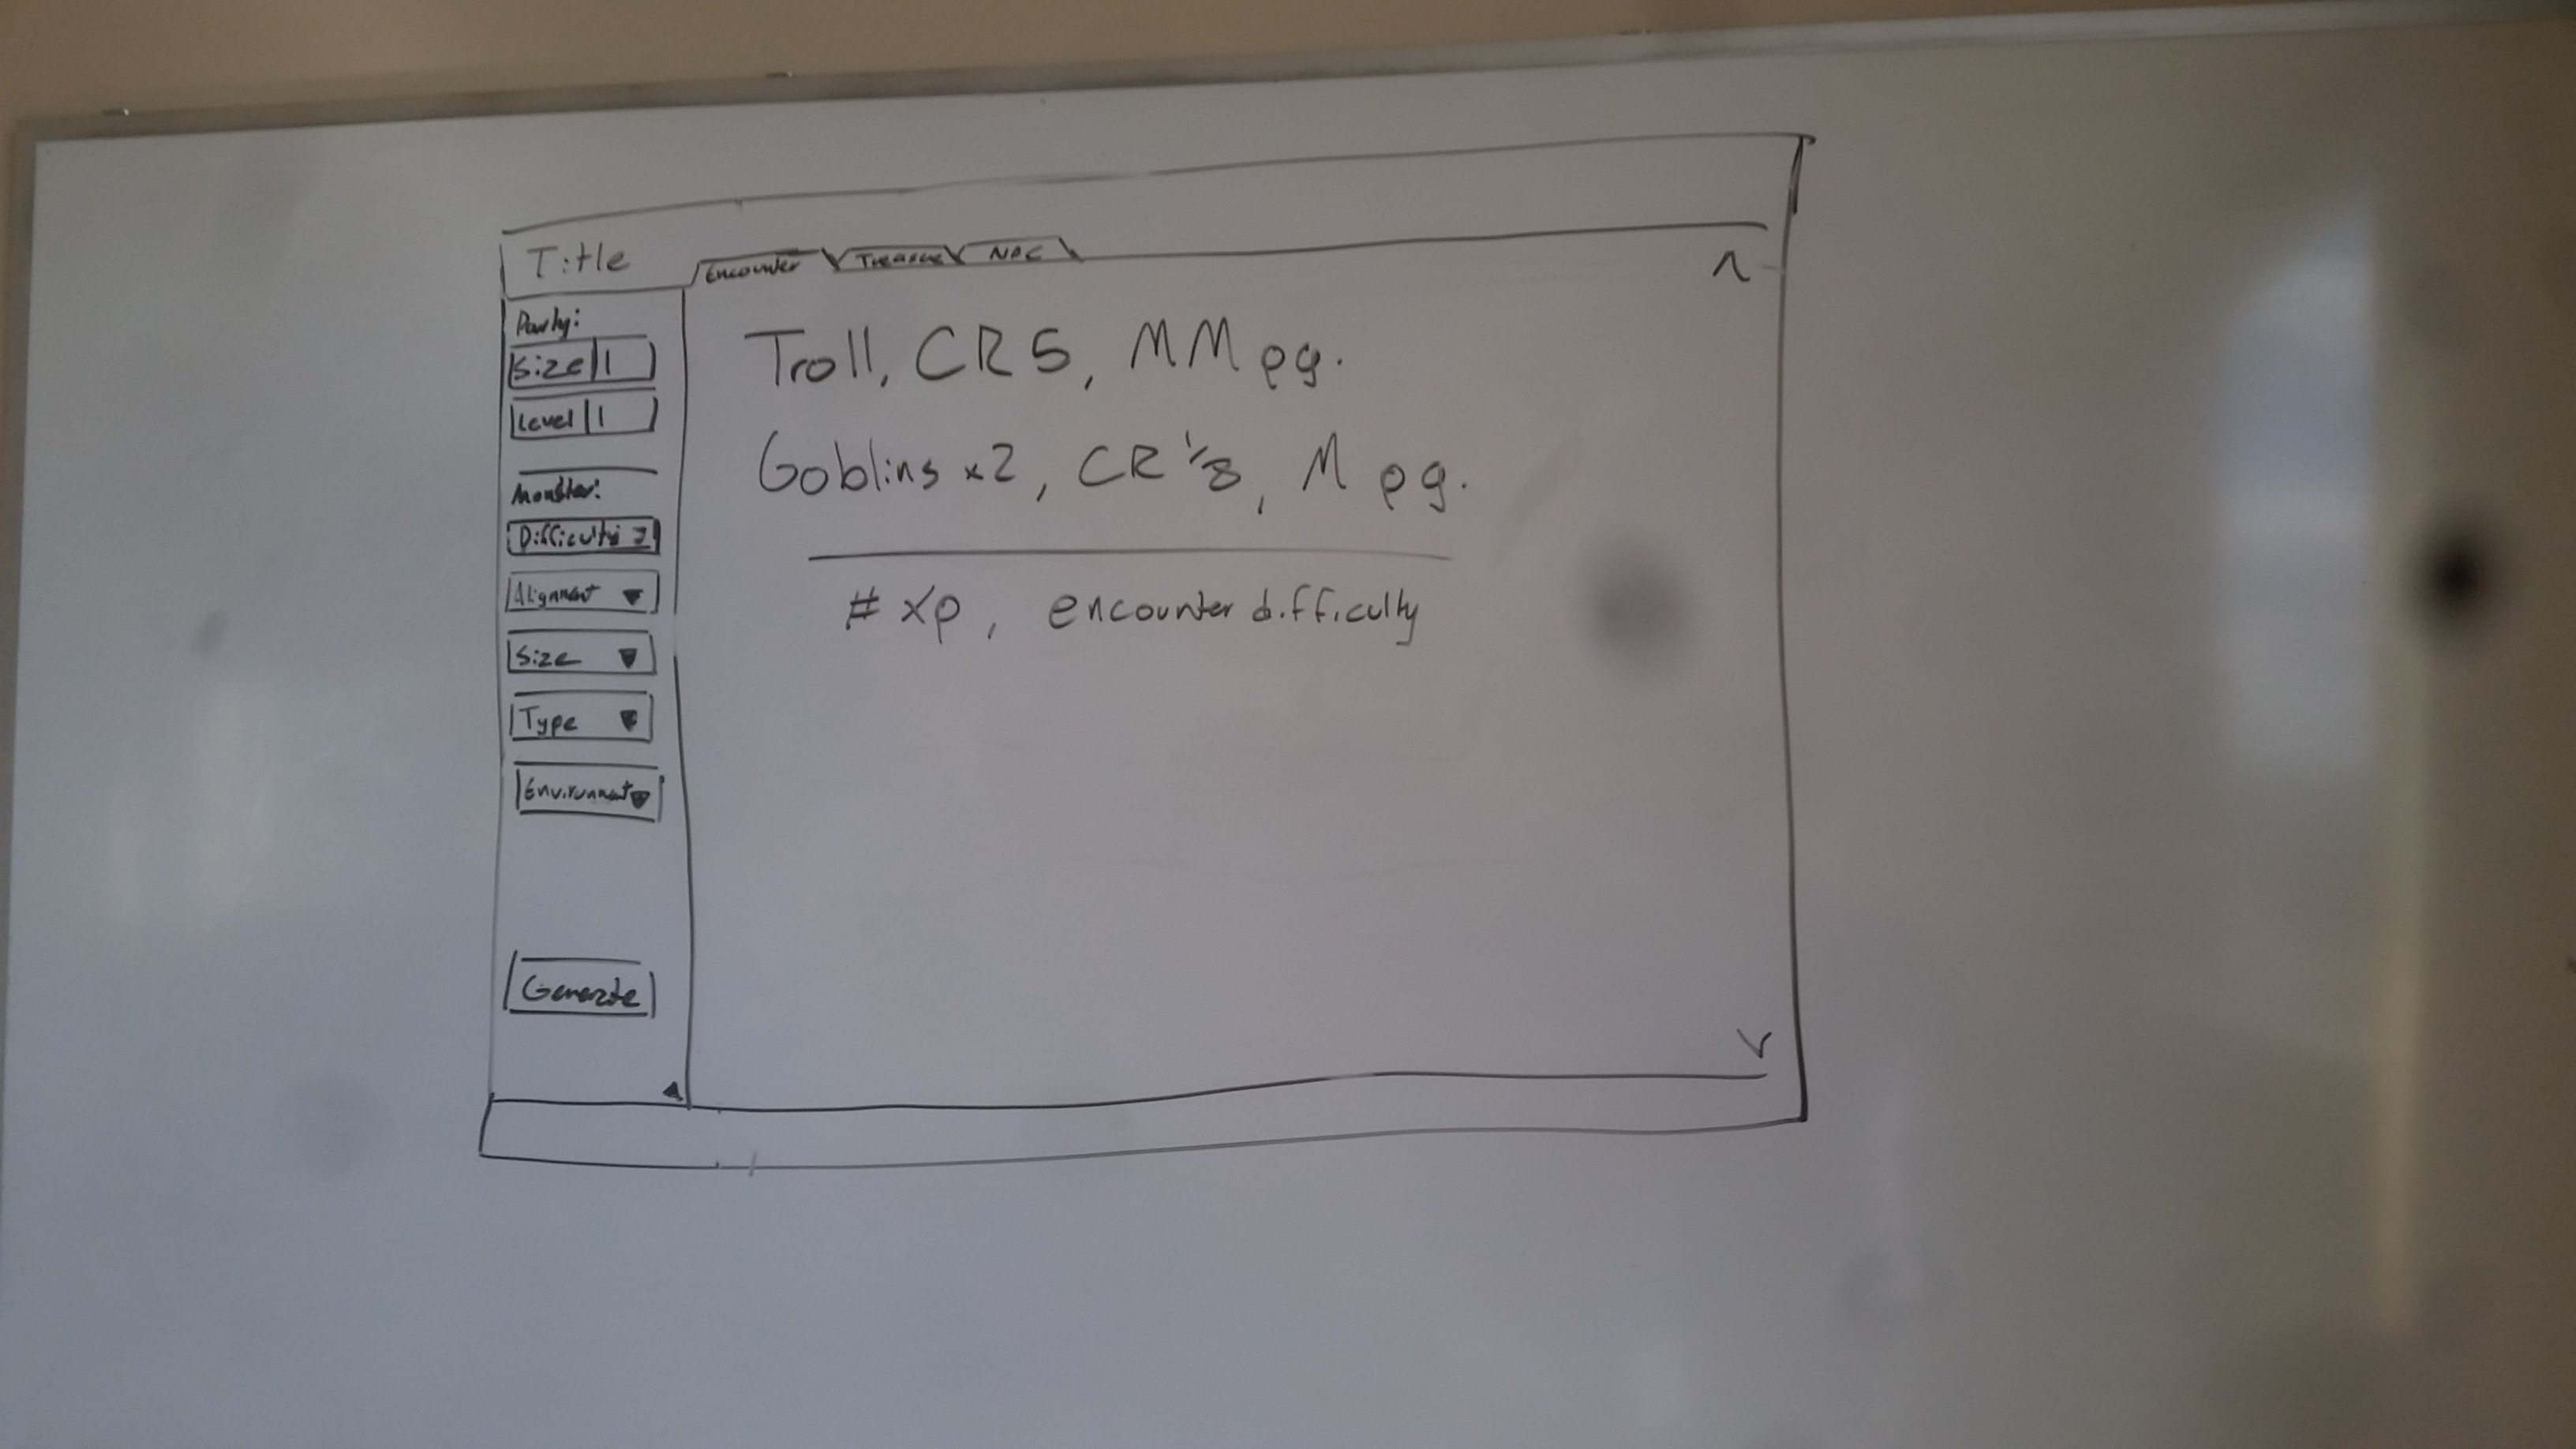 Title
Encounter Treasure NPC
Party:
Size 1
Level 1
Monster:
Difficulty
Alignment
Size
Type
Environment
Generate
Troll, CR 5, MM pg.
Goblins x2, CR 1/8, M pg.
# xp, encounter difficulty